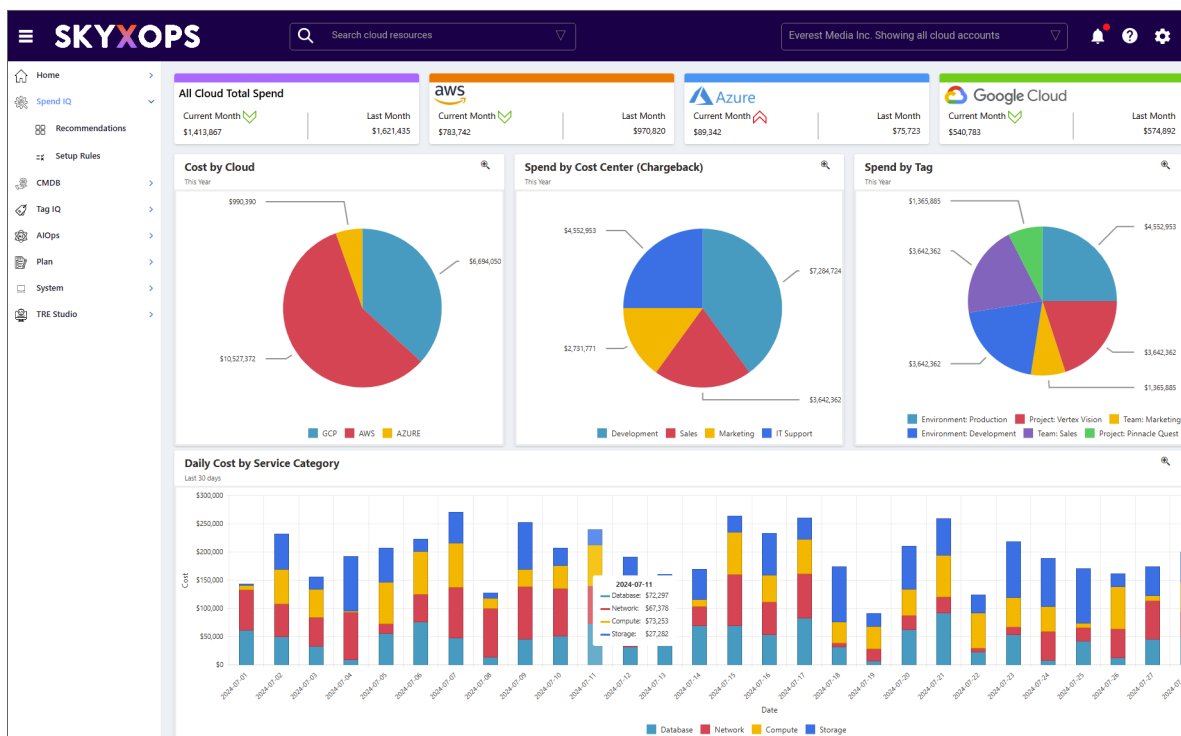 SKYXOPS
Search cloud resources
Everest Media Inc. Showing all cloud accounts
Home
Spend IQ
Recommendations
Setup Rules
CMDB
Tag IQ
AIOps
Plan
System
TRE Studio
All Cloud Total Spend
Current Month
Last Month
$1,413,867
$1,621,435
aws
Current Month
Last Month
$783,742
$970,820
Azure
Current Month
Last Month
$89,342
$75,723
Google Cloud
Current Month
Last Month
$540,783
$574,892
Cost by Cloud
This Year
$990,390
$6,694,050
$10,527,372
GCP AWS AZURE
Spend by Cost Center (Chargeback)
This Year
$4,552,953
$7,284,724
$2,731,771
$3,642,362
Development Sales Marketing IT Support
Spend by Tag
This Year
$1,365,885
$4,552,953
$3,642,362
$3,642,362
$3,642,362
$1,365,885
Environment: Production Project: Vertex Vision Team: Marketing
Environment: Development Team: Sales Project: Pinnacle Quest
Daily Cost by Service Category
Last 30 days
$300,000
$250,000
$200,000
$150,000
$100,000
$50,000
$0
Cost
2024-07-11
Database: $72,297
Network: $67,378
Compute: $73,253
Storage: $27,282
2024-07-01
2024-07-02
2024-07-03
2024-07-04
2024-07-05
2024-07-06
2024-07-07
2024-07-08
2024-07-09
2024-07-10
2024-07-11
2024-07-12
2024-07-13
2024-07-14
2024-07-15
2024-07-16
2024-07-17
2024-07-18
2024-07-19
2024-07-20
2024-07-21
2024-07-22
2024-07-23
2024-07-24
2024-07-25
2024-07-26
2024-07-27
Date
Database Network Compute Storage